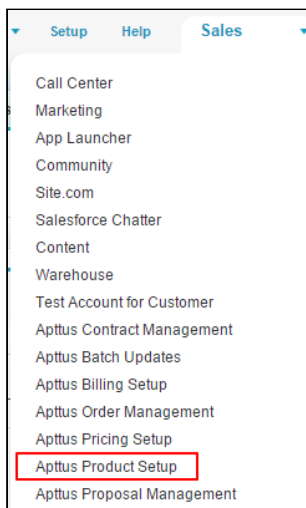 Setup Help Sales
Call Center
Marketing
App Launcher
Community
Site.com
Salesforce Chatter
Content
Warehouse
Test Account for Customer
Apttus Contract Management
Apttus Batch Updates
Apttus Billing Setup
Apttus Order Management
Apttus Pricing Setup
Apttus Product Setup
Apttus Proposal Management